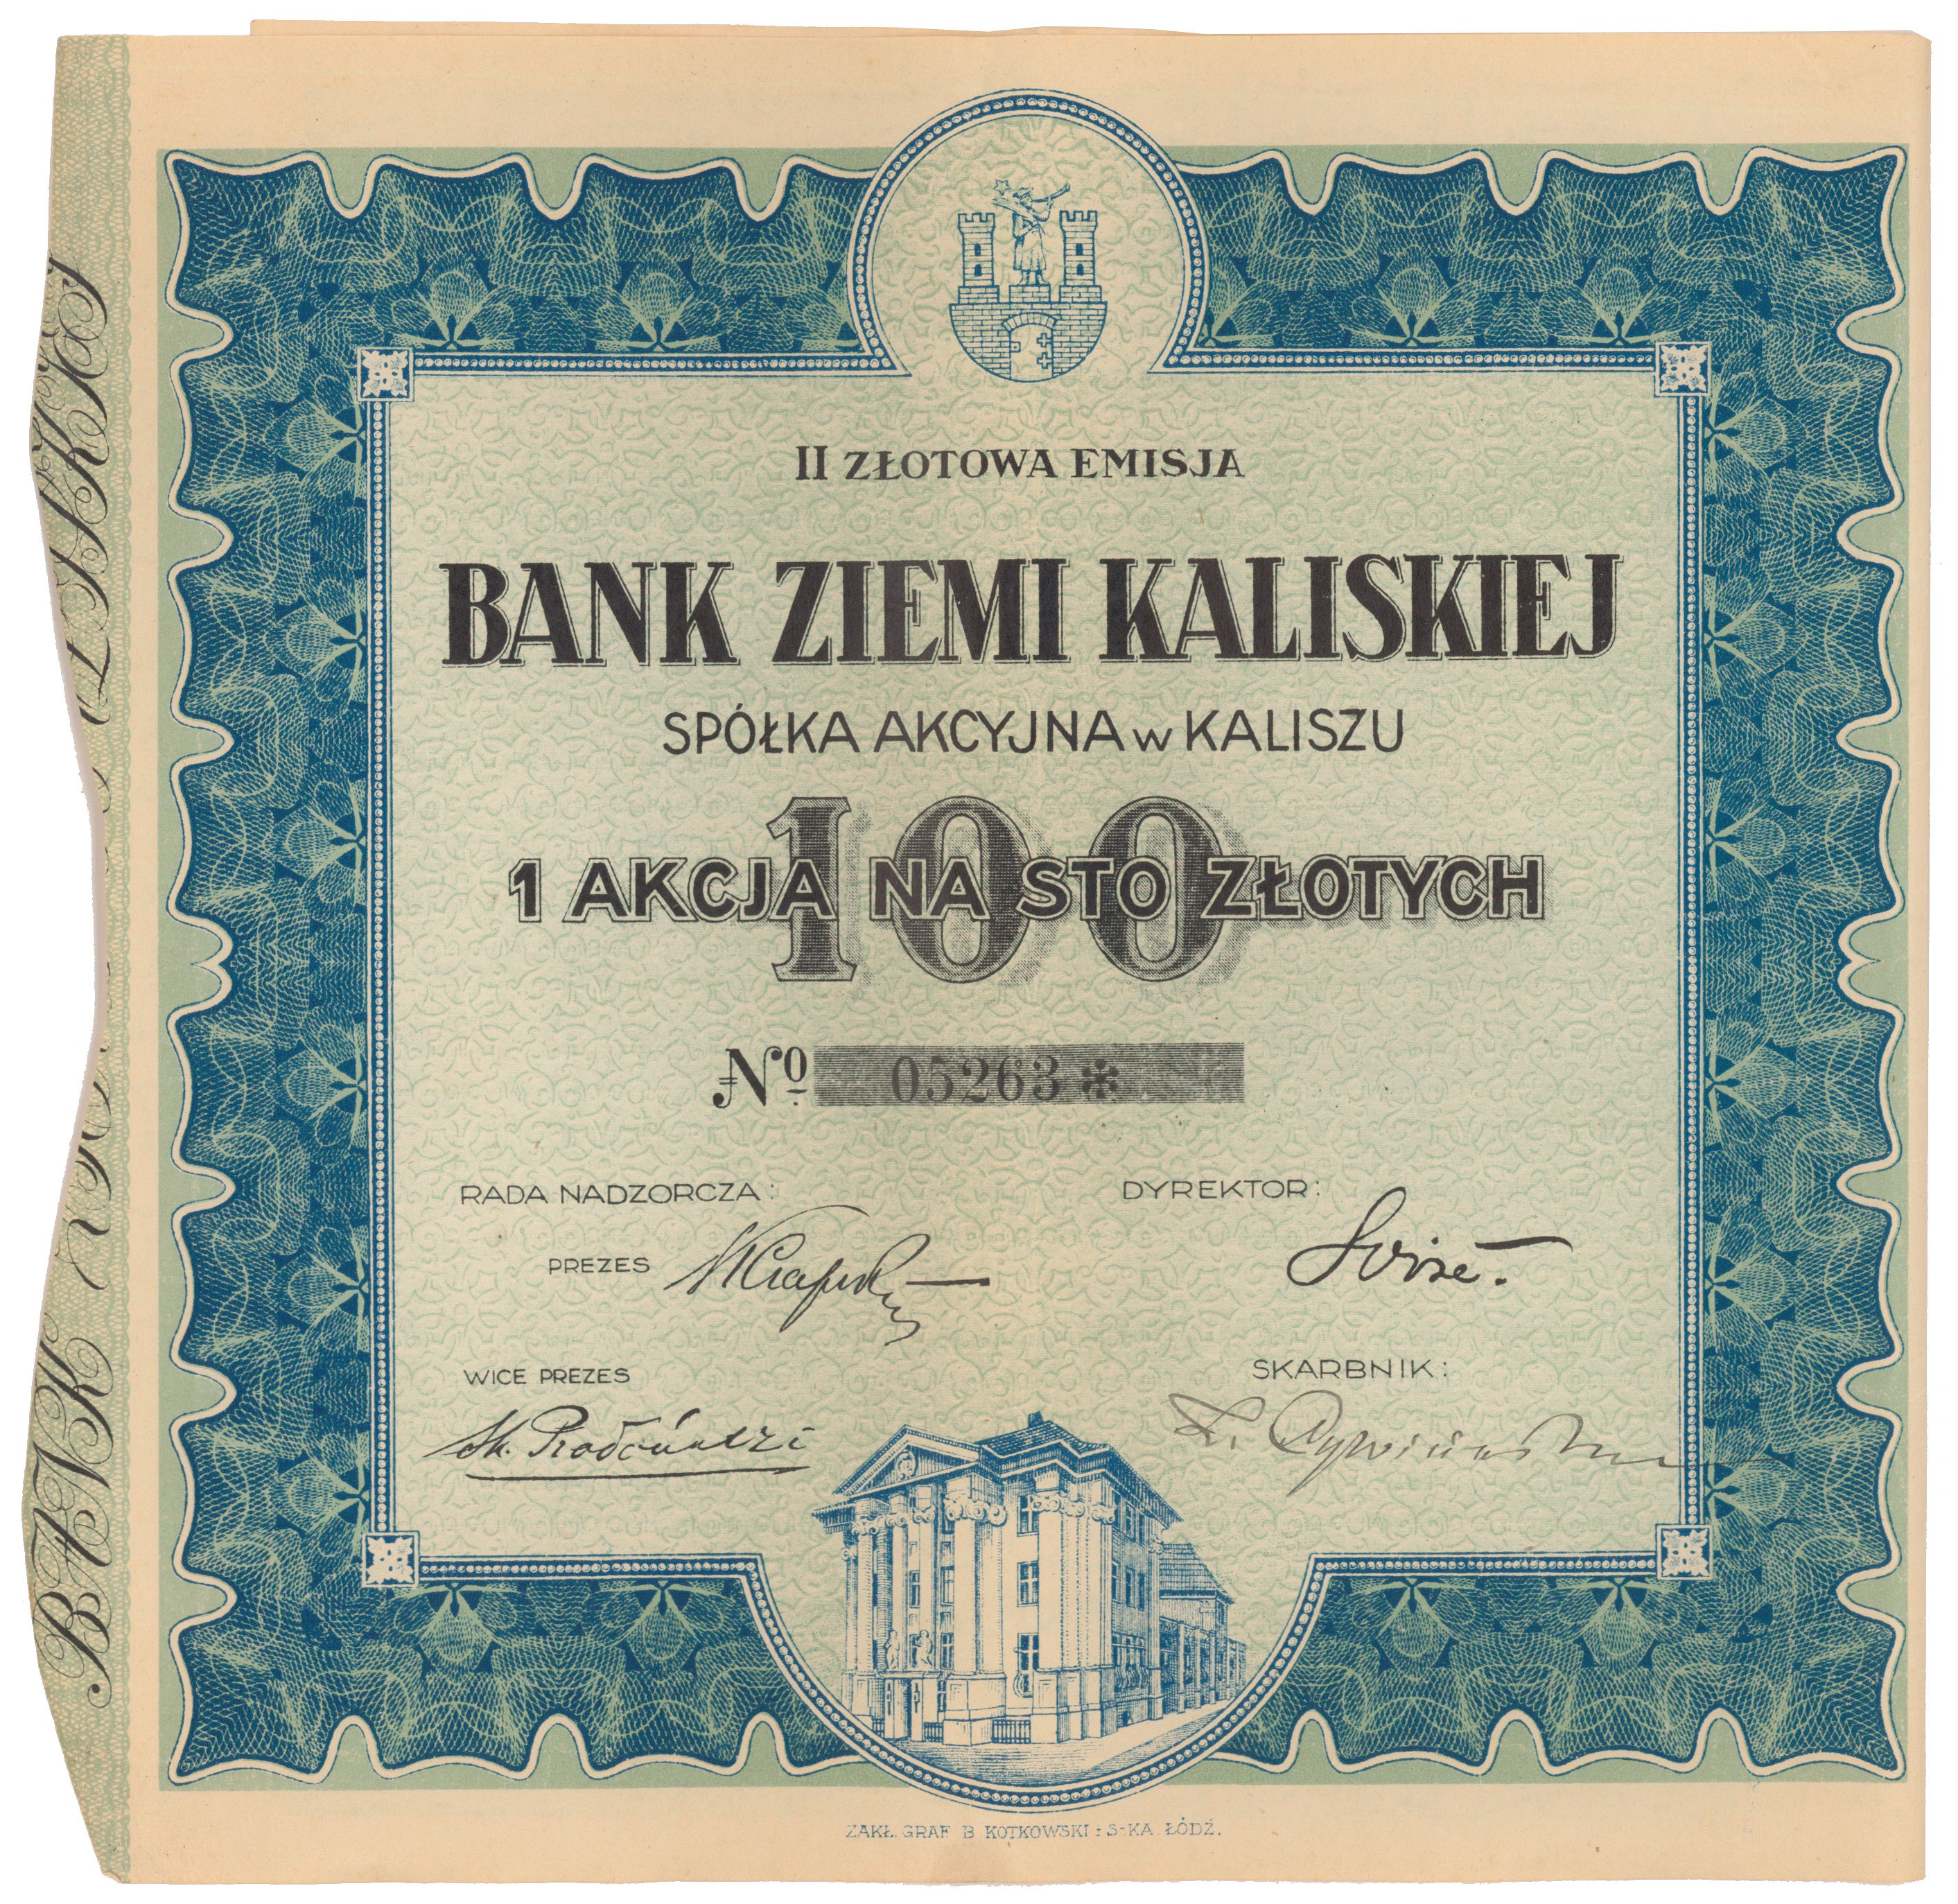 II ZŁOTOWA EMISJA
BANK ZIEMI KALISKIEJ
SPÓŁKA AKCYJNA w KALISZU
100
1 AKCJA NA STO ZŁOTYCH
№ 05263*
RADA NADZORCZA:
PREZES
DYREKTOR:
WICE PREZES
SKARBNIK:
ZAKŁ. GRAF. B. KOTKOWSKI i S-KA ŁÓDŹ.
BANK